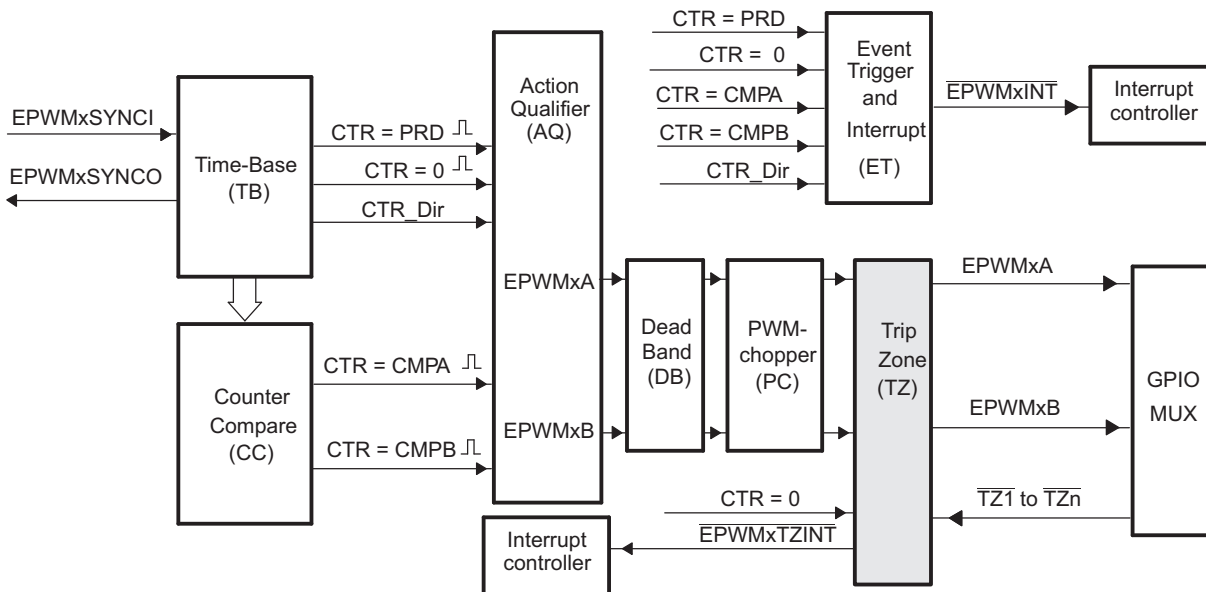 EPWMxSYNCI
EPWMxSYNCO
Time-Base
(TB)
CTR = PRD
CTR = 0
CTR_Dir
Counter
Compare
(CC)
CTR = CMPA
CTR = CMPB
Action
Qualifier
(AQ)
EPWMxA
EPWMxB
CTR = PRD
CTR = 0
CTR = CMPA
CTR = CMPB
CTR_Dir
Event
Trigger
and
Interrupt
(ET)
EPWMxINT
Interrupt
controller
Dead
Band
(DB)
PWM-
chopper
(PC)
Trip
Zone
(TZ)
EPWMxA
EPWMxB
TZ1 to TZn
GPIO
MUX
CTR = 0
EPWMxTZINT
Interrupt
controller